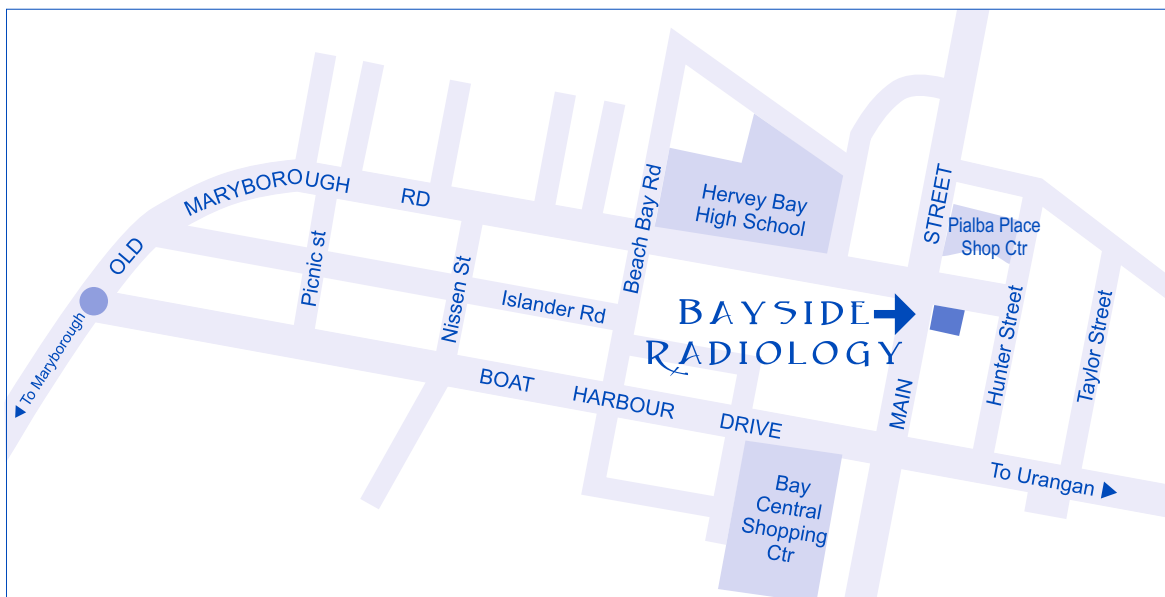 OLD MARYBOROUGH RD
STREET
Hervey Bay
High School
Pialba Place
Shop Ctr
Beach Bay Rd
Picnic st
Nissen St
Islander Rd
BAYSIDE
RADIOLOGY
Hunter Street
Taylor Street
To Maryborough
MAIN
BOAT HARBOUR DRIVE
To Urangan
Bay
Central
Shopping
Ctr